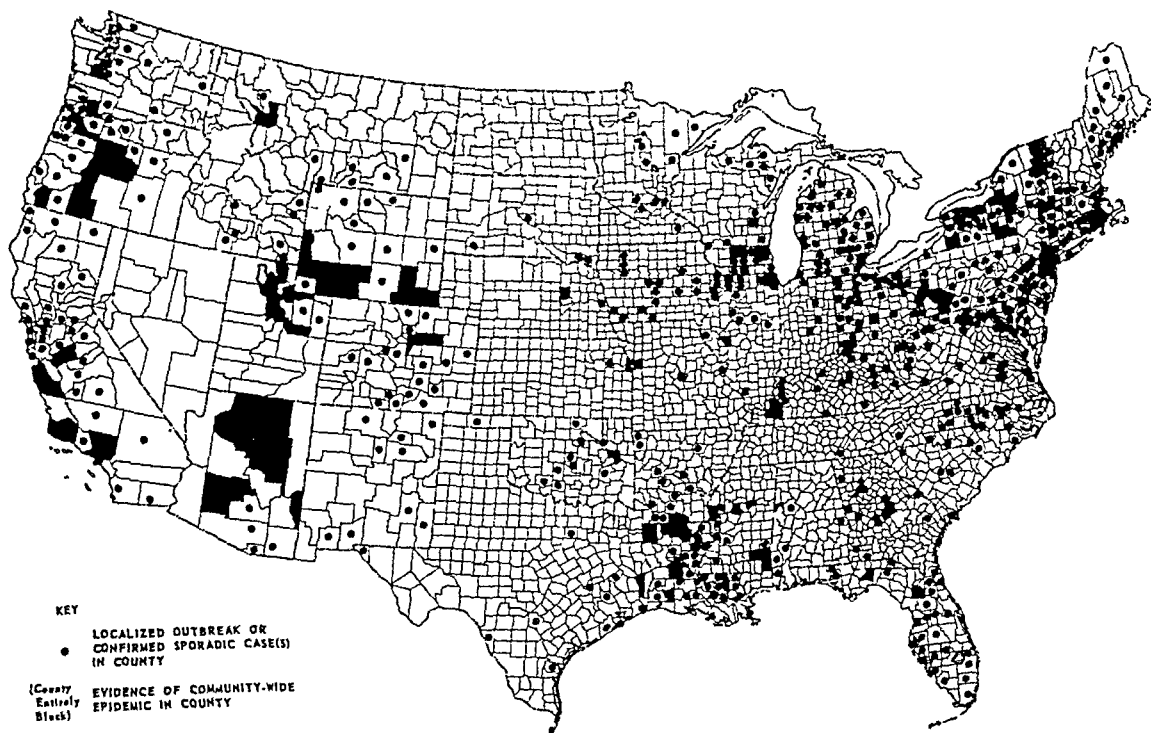 KEY
LOCALIZED OUTBREAK OR
CONFIRMED SPORADIC CASE(S)
IN COUNTY
(County
Entirely
Black)
EVIDENCE OF COMMUNITY-WIDE
EPIDEMIC IN COUNTY